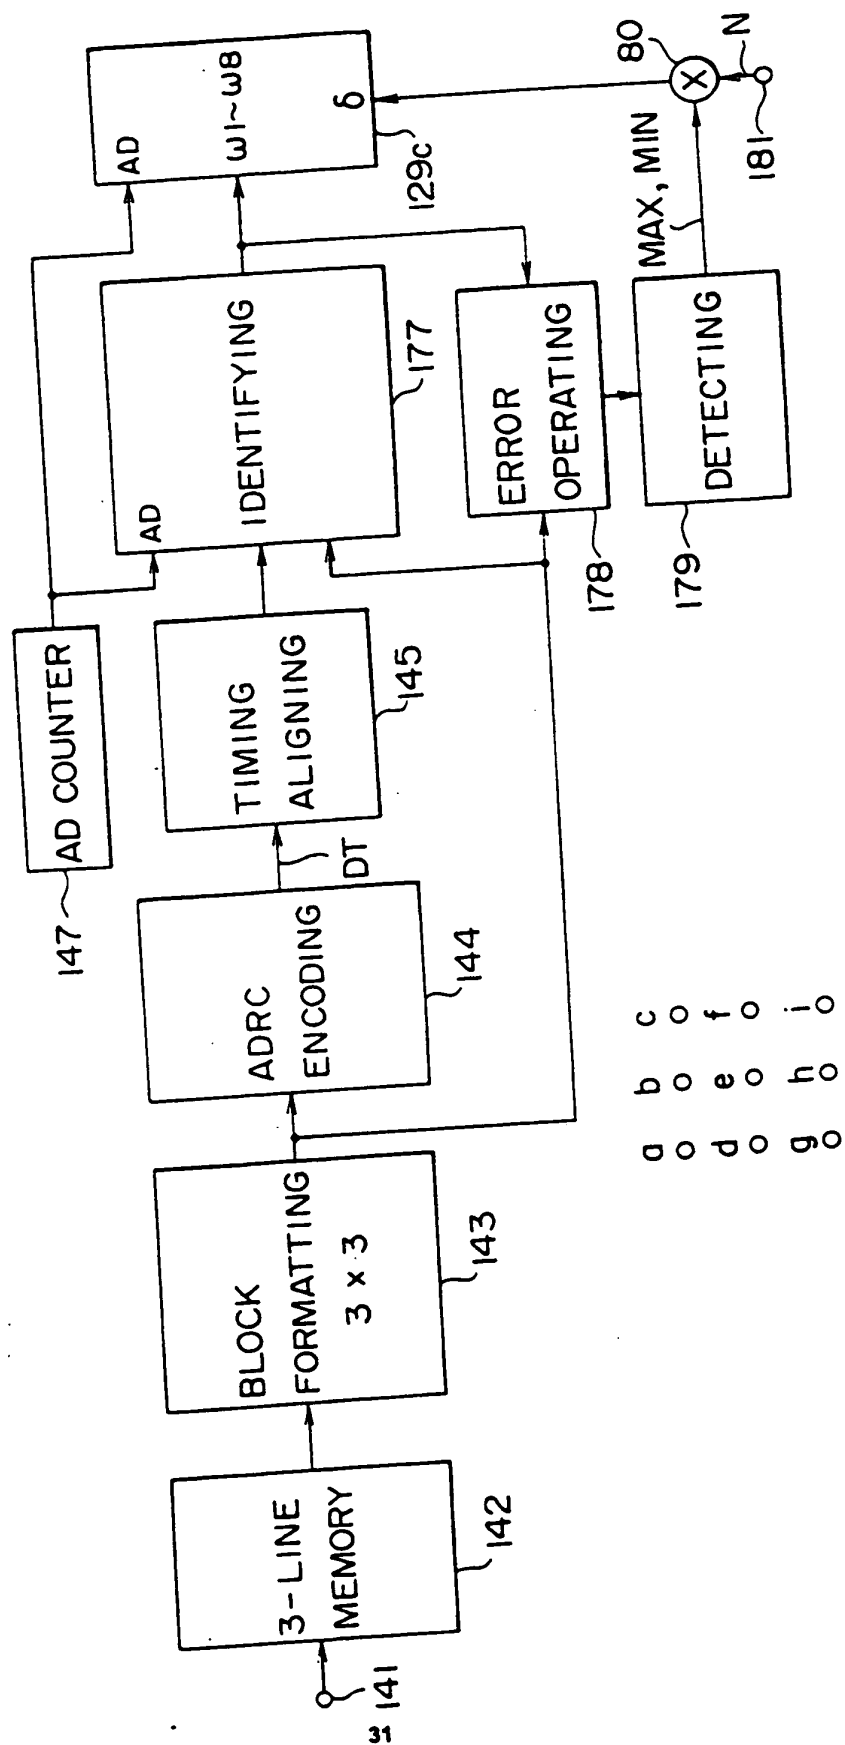 141
3-LINE
MEMORY
142
BLOCK
FORMATTING
3 x 3
143
ADRC
ENCODING
144
DT
TIMING
ALIGNING
145
147
AD COUNTER
AD
IDENTIFYING
177
ERROR
OPERATING
178
DETECTING
179
MAX, MIN
80
N
181
AD
ω1~ω8
δ
129c
a b c
d e f
g h i
31